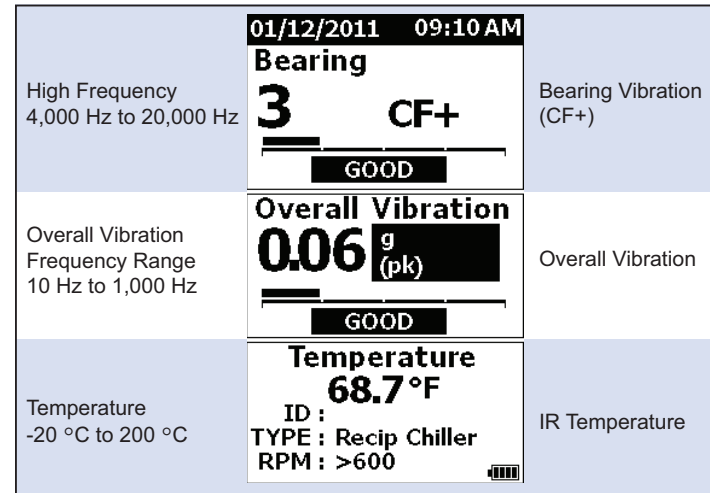 01/12/2011 09:10 AM
High Frequency
4,000 Hz to 20,000 Hz
Bearing
3 CF+
GOOD
Bearing Vibration
(CF+)
Overall Vibration
Frequency Range
10 Hz to 1,000 Hz
Overall Vibration
0.06 g
(pk)
GOOD
Overall Vibration
Temperature
-20 °C to 200 °C
Temperature
68.7°F
ID :
TYPE : Recip Chiller
RPM : >600
IR Temperature